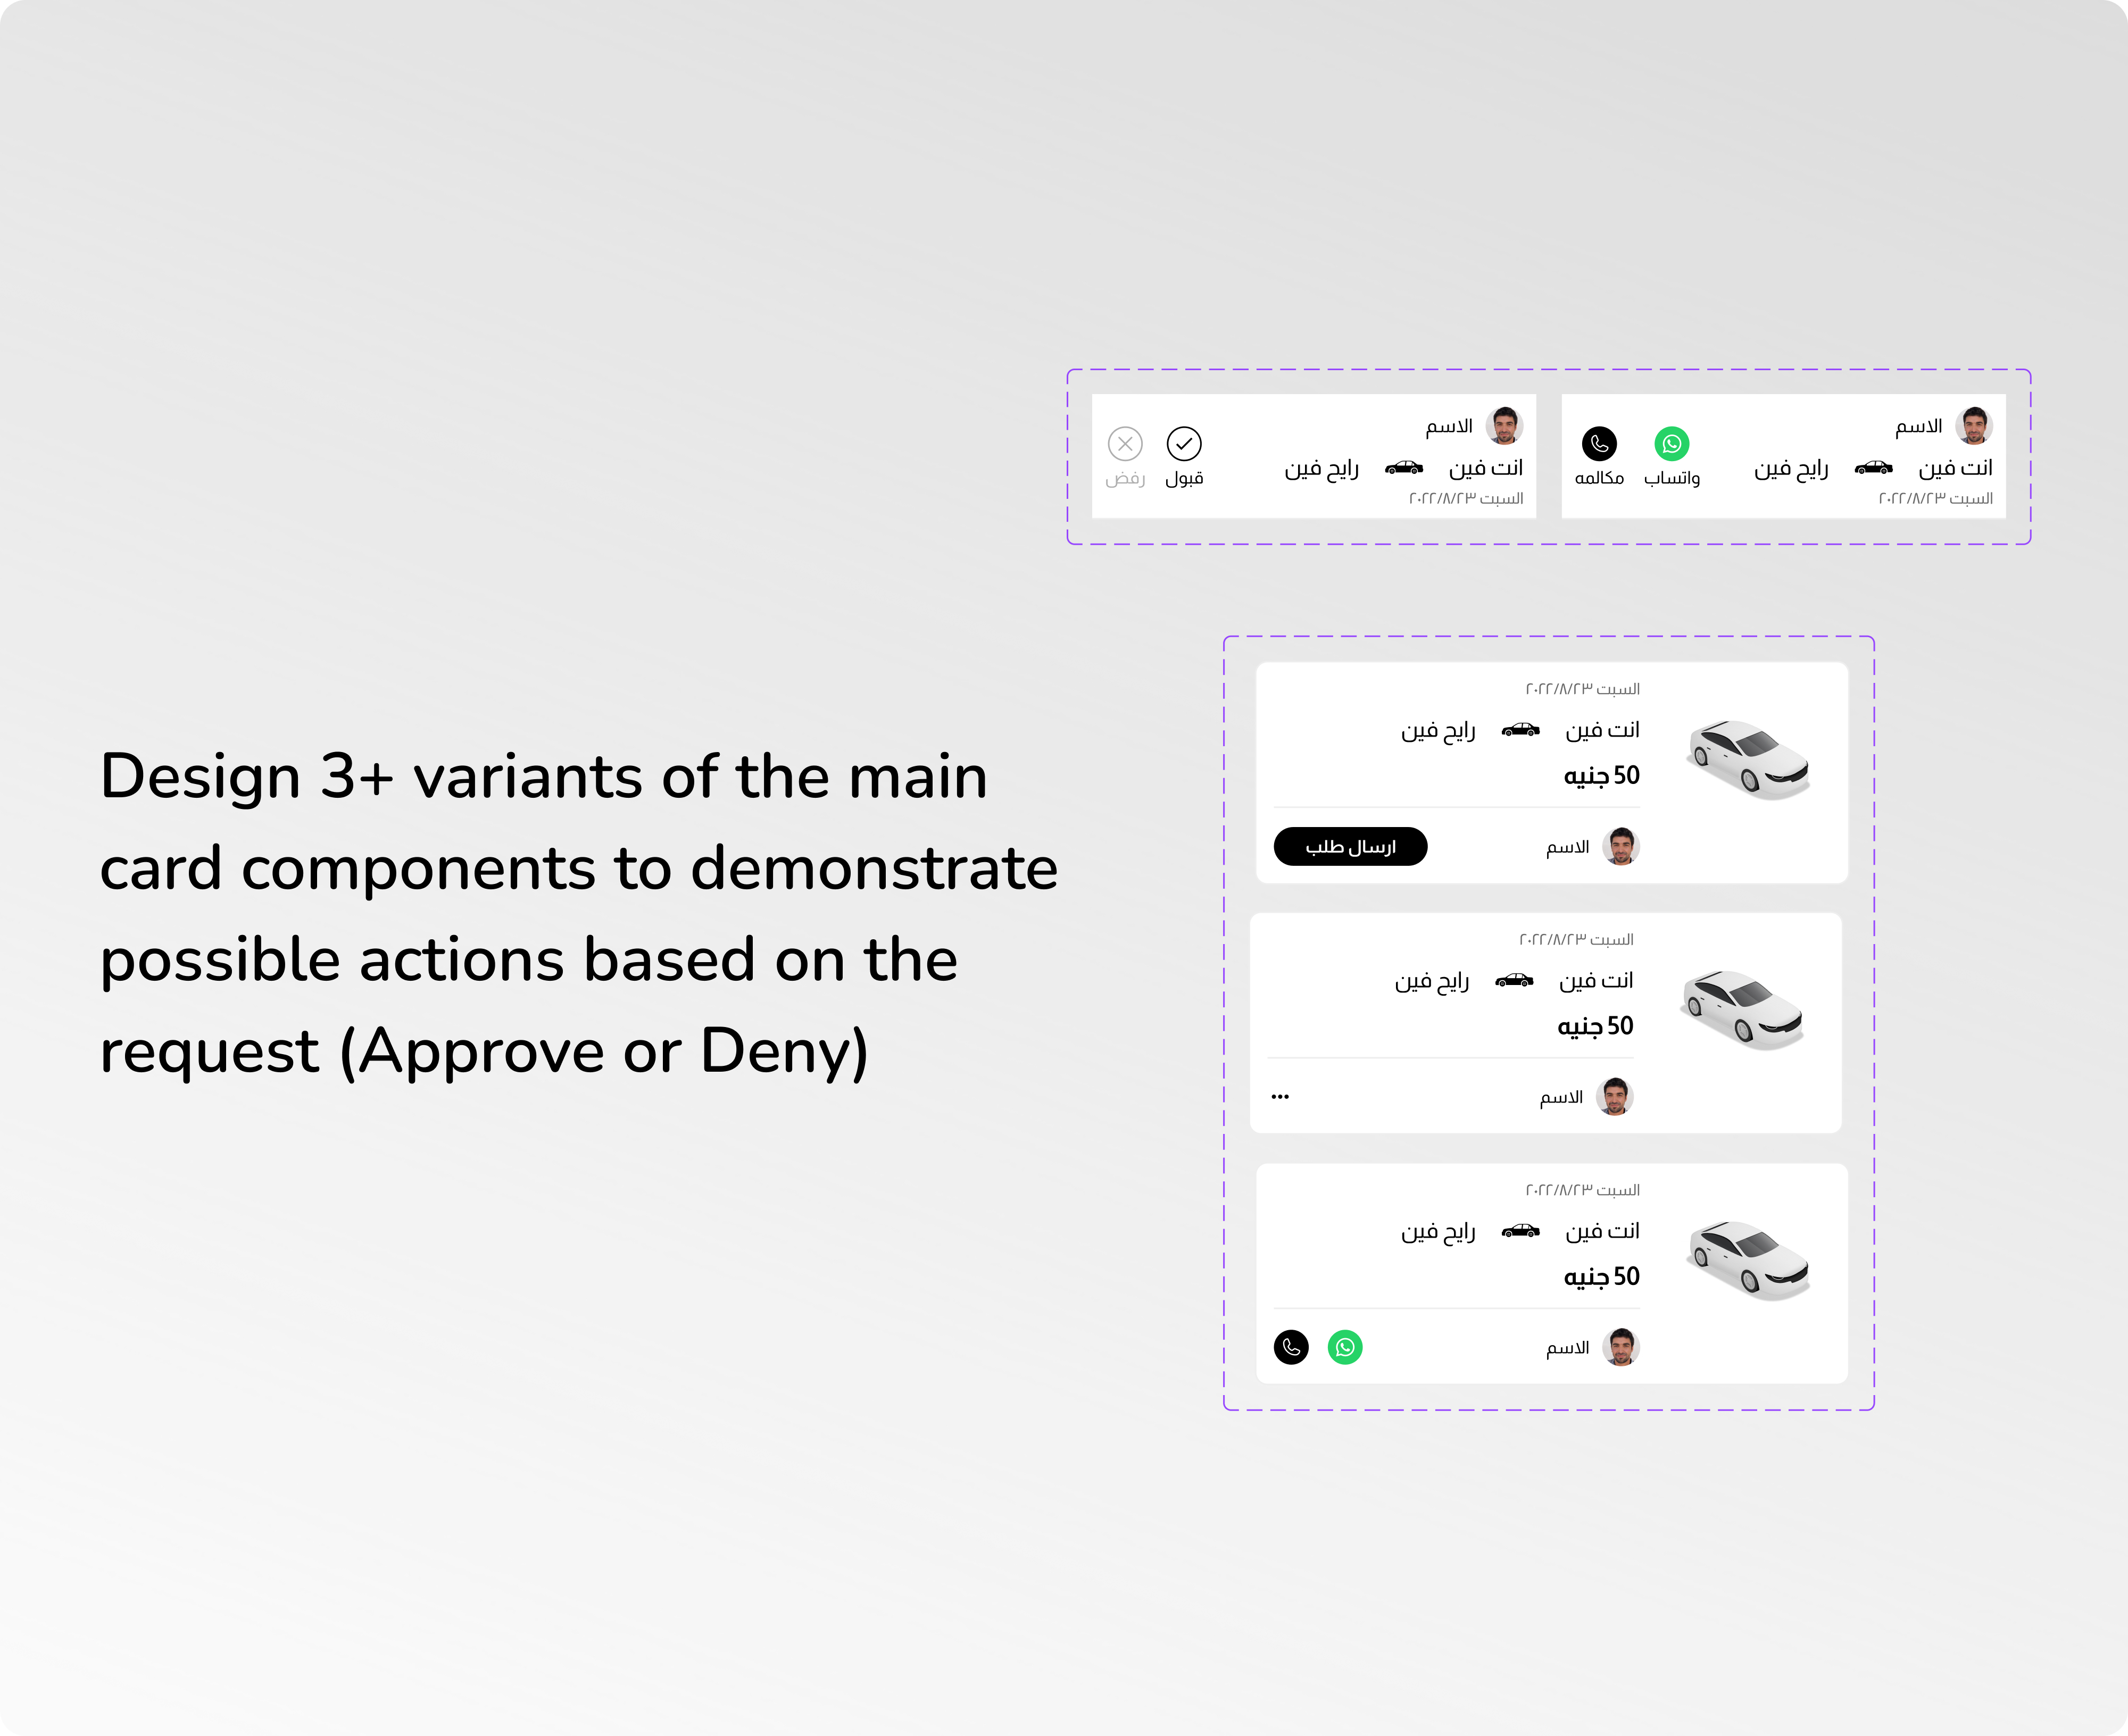 Design 3+ variants of the main
card components to demonstrate
possible actions based on the
request (Approve or Deny)
الاسم
انت فين رايح فين
السبت ٢٠٢٢/٨/٢٣
واتساب مكالمه
الاسم
انت فين رايح فين
السبت ٢٠٢٢/٨/٢٣
قبول رفض
السبت ٢٠٢٢/٨/٢٣
انت فين رايح فين
50 جنيه
الاسم ارسال طلب
السبت ٢٠٢٢/٨/٢٣
انت فين رايح فين
50 جنيه
الاسم
السبت ٢٠٢٢/٨/٢٣
انت فين رايح فين
50 جنيه
الاسم